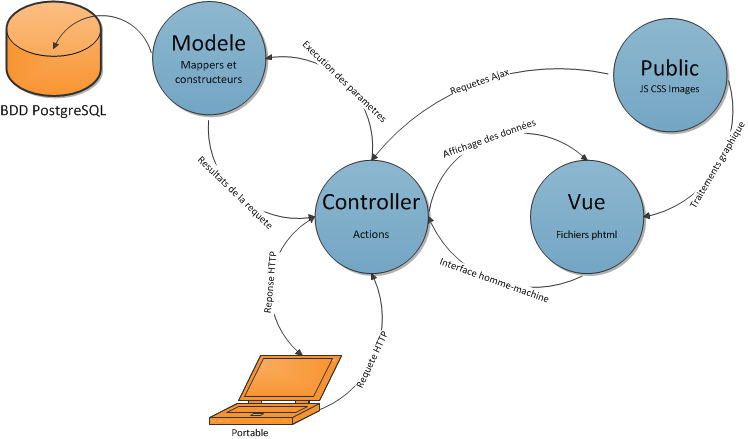 BDD PostgreSQL
Modele
Mappers et
constructeurs
Execution des parametres
Resultats de la requete
Public
JS CSS Images
Requetes Ajax
Affichage des données
Traitements graphique
Controller
Actions
Vue
Fichiers phtml
Interface homme-machine
Reponse HTTP
Requete HTTP
Portable